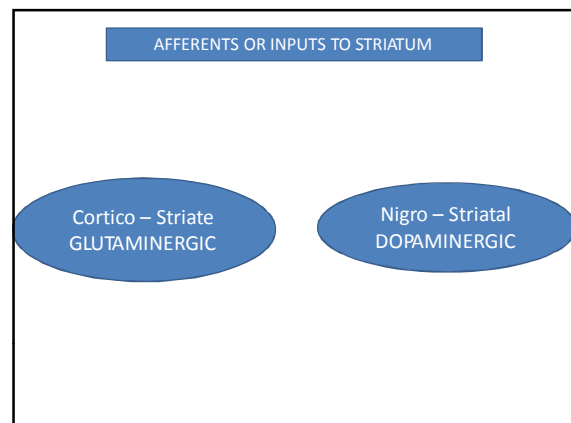 AFFERENTS OR INPUTS TO STRIATUM
Cortico – Striate
GLUTAMINERGIC
Nigro – Striatal
DOPAMINERGIC